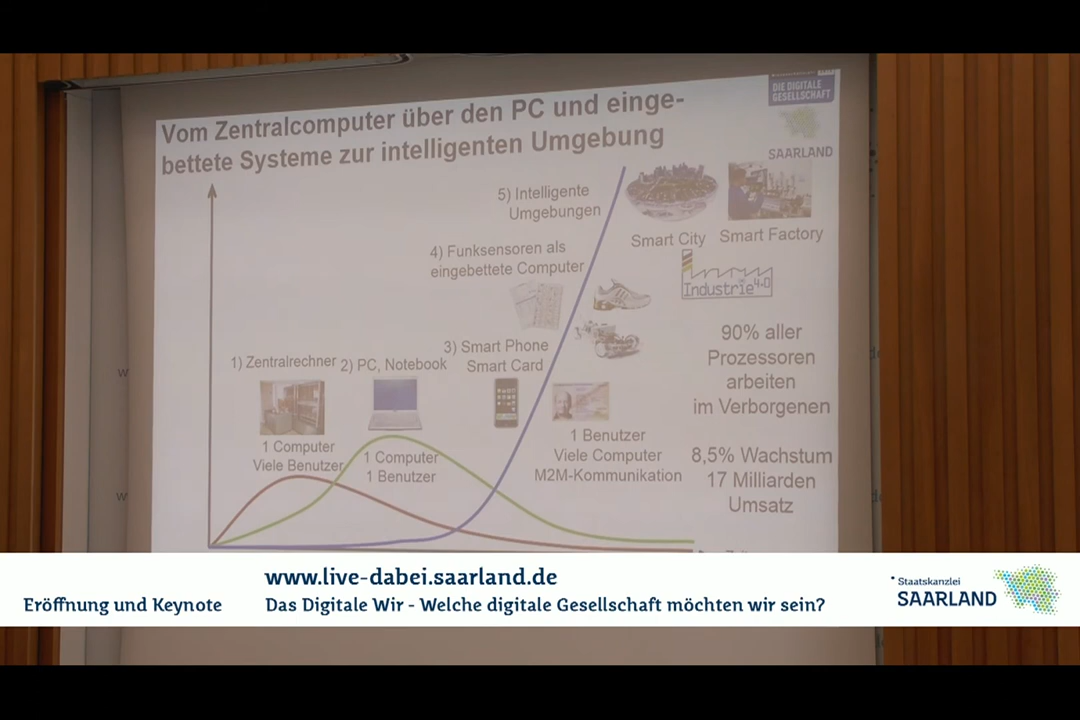 DIE DIGITALE
GESELLSCHAFT
SAARLAND
Vom Zentralcomputer über den PC und einge-
bettete Systeme zur intelligenten Umgebung
5) Intelligente
Umgebungen
Smart City
Smart Factory
4) Funksensoren als
eingebettete Computer
Industrie4.0
3) Smart Phone
Smart Card
1) Zentralrechner
2) PC, Notebook
90% aller
Prozessoren
arbeiten
im Verborgenen
1 Computer
Viele Benutzer
1 Computer
1 Benutzer
1 Benutzer
Viele Computer
M2M-Kommunikation
8,5% Wachstum
17 Milliarden
Umsatz
www.live-dabei.saarland.de
Eröffnung und Keynote
Das Digitale Wir - Welche digitale Gesellschaft möchten wir sein?
Staatskanzlei
SAARLAND